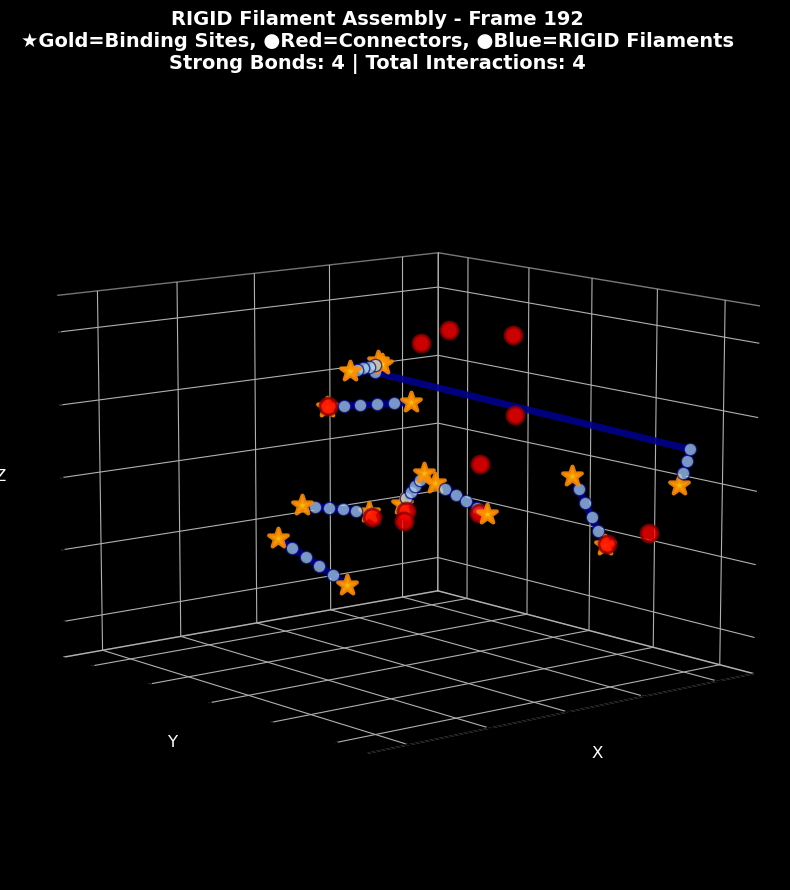 RIGID Filament Assembly - Frame 192
★Gold=Binding Sites, ●Red=Connectors, ●Blue=RIGID Filaments
Strong Bonds: 4 | Total Interactions: 4
Z
Y
X